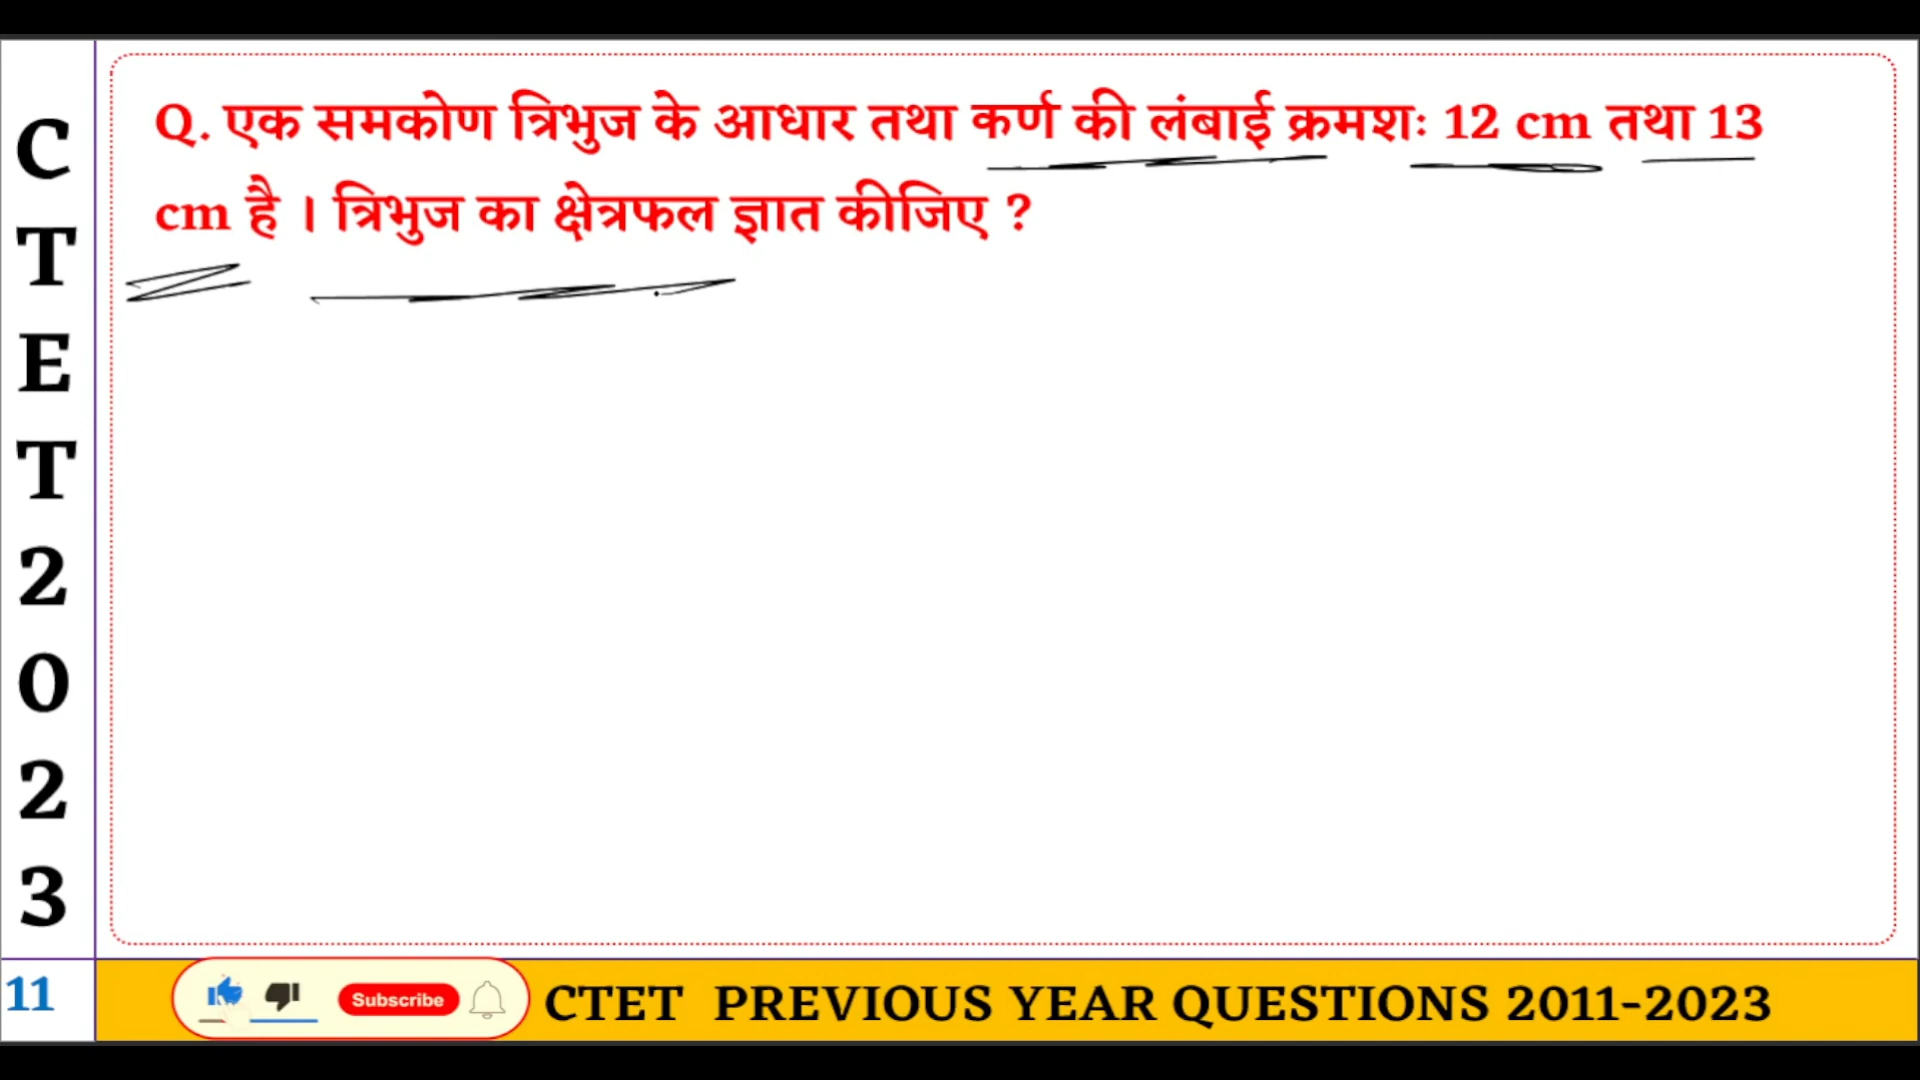 Q. एक समकोण त्रिभुज के आधार तथा कर्ण की लंबाई क्रमशः 12 cm तथा 13
cm है । त्रिभुज का क्षेत्रफल ज्ञात कीजिए ?
C
T
E
T
2
0
2
3
11
Subscribe
CTET PREVIOUS YEAR QUESTIONS 2011-2023